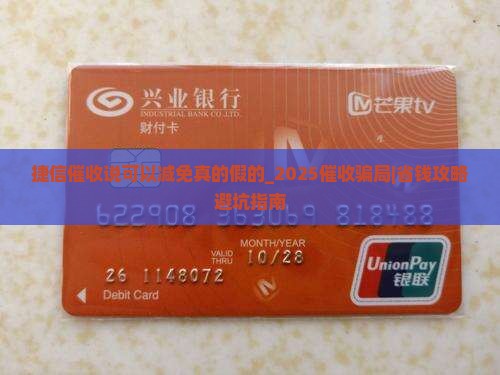 兴业银行
INDUSTRIAL BANK CO.,LTD.
财付卡
芒果tv
捷信催收说可以减免真的假的_2025催收骗局|省钱攻略
避坑指南
622908 363069 818488
MONTH/YEAR
VALID THRU 10/28
26 1148072
Debit Card
UnionPay
银联